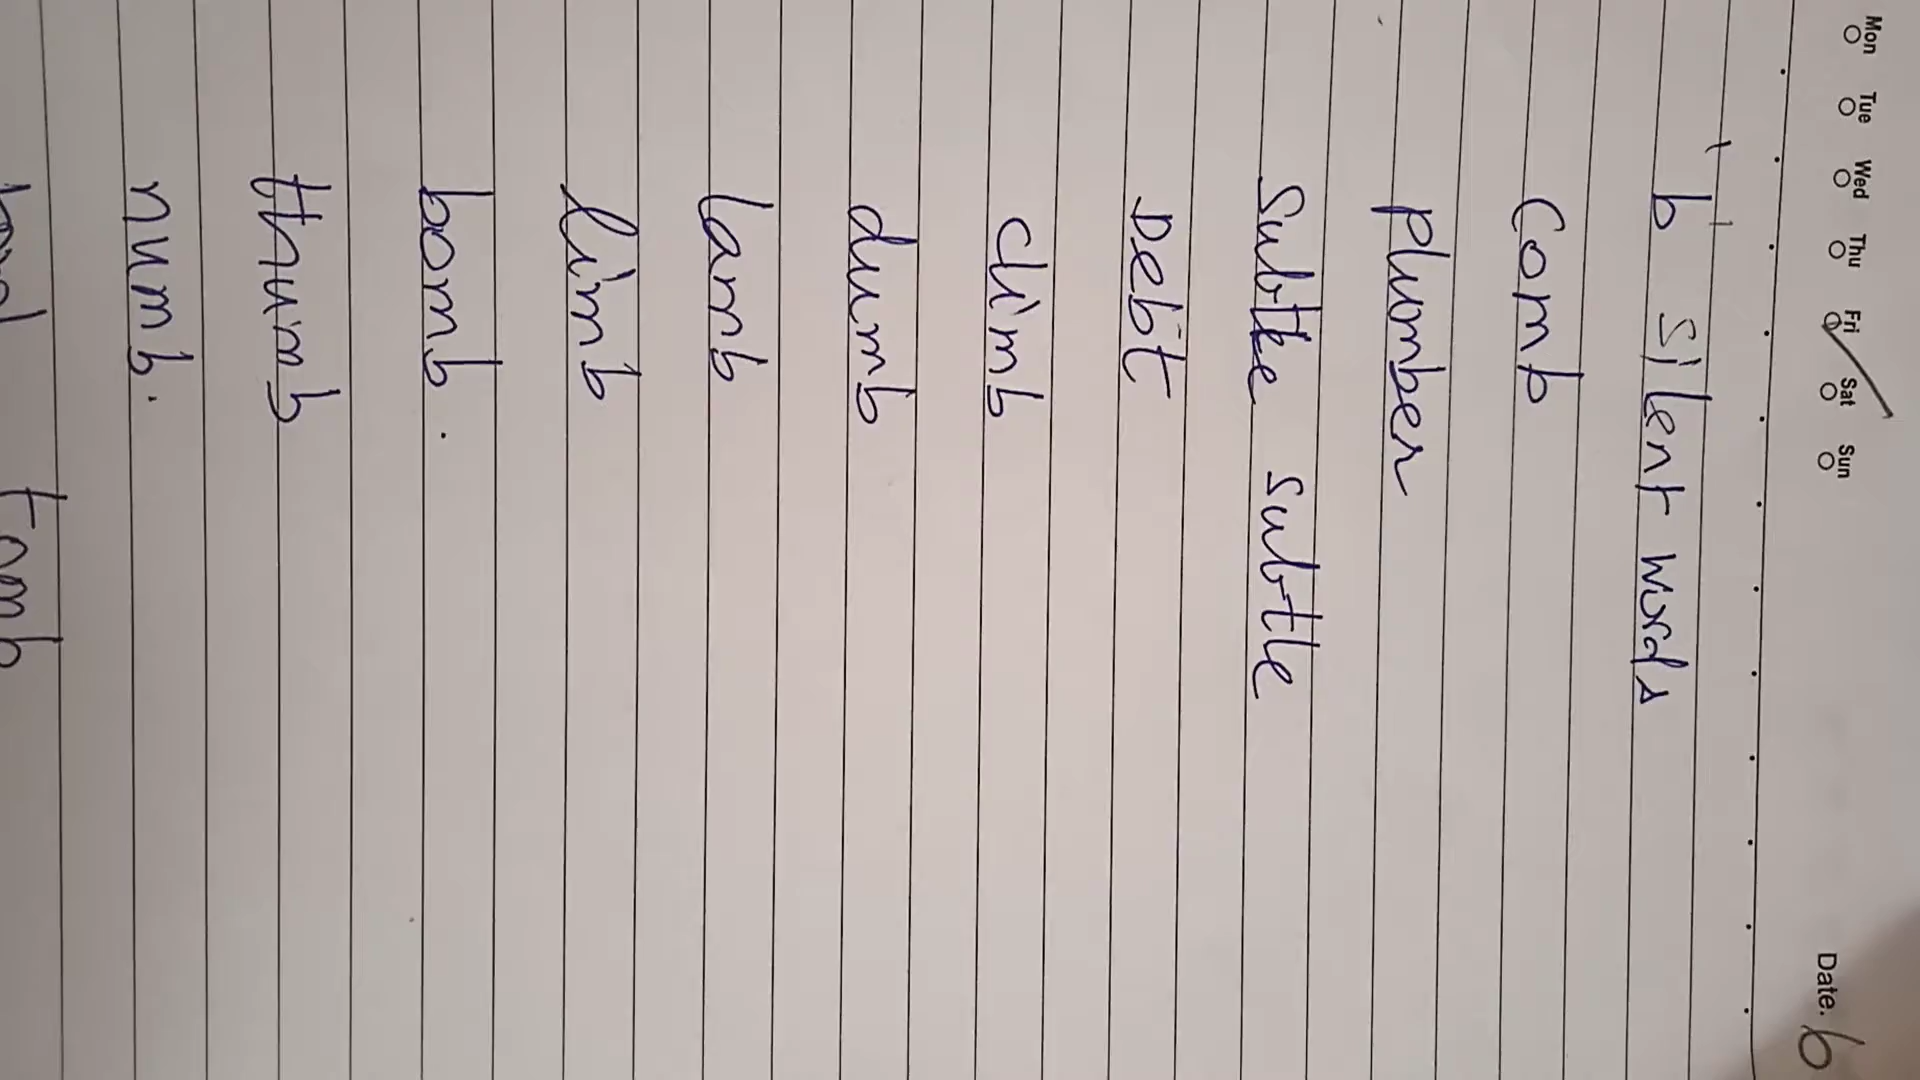 Mon Tue Wed Thu Fri Sat Sun
Date. 6
'b' silent words
Comb
plumber
Subtle subtle
Debt
climb
dumb
lamb
limb
bomb.
thumb
numb.